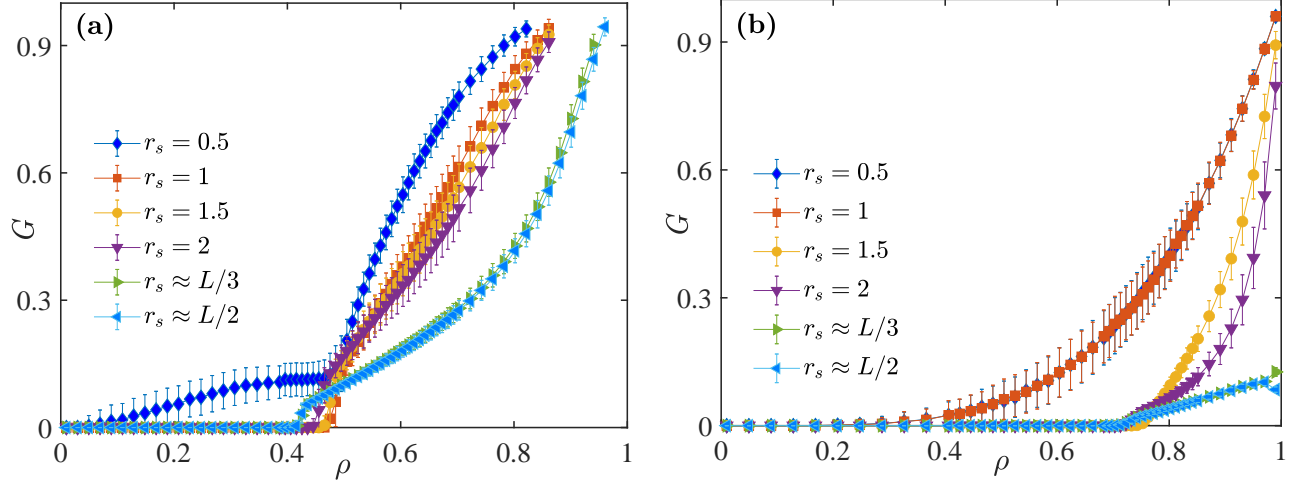 (a)
0.9
0.6
0.3
0
G
r_s = 0.5
r_s = 1
r_s = 1.5
r_s = 2
r_s ≈ L/3
r_s ≈ L/2
0 0.2 0.4 0.6 0.8 1
ρ
(b)
0.9
0.6
0.3
0
G
r_s = 0.5
r_s = 1
r_s = 1.5
r_s = 2
r_s ≈ L/3
r_s ≈ L/2
0 0.2 0.4 0.6 0.8 1
ρ